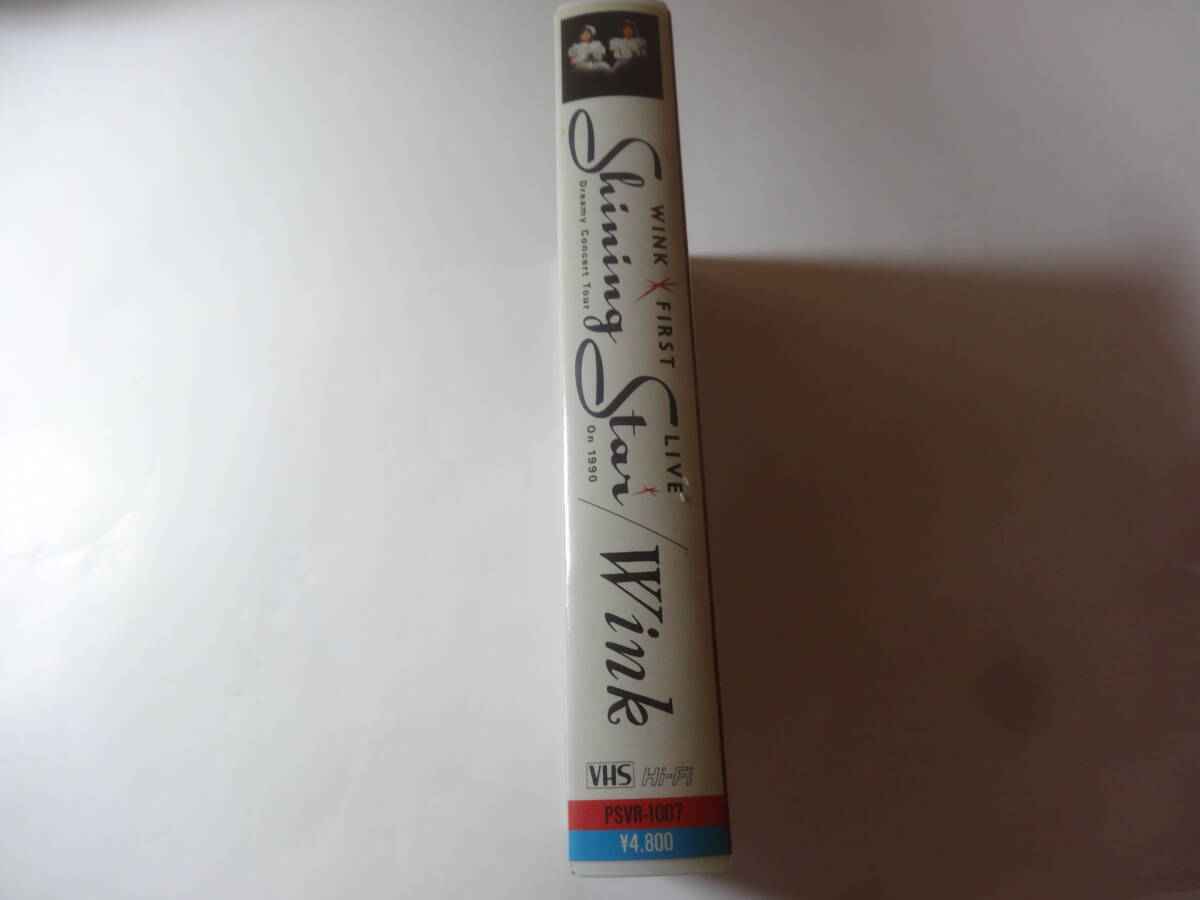 WINK FIRST LIVE
Shining Star / Wink
Dreamy Concert Tour On 1990
VHS Hi-Fi
PSVR-1007
¥4,800